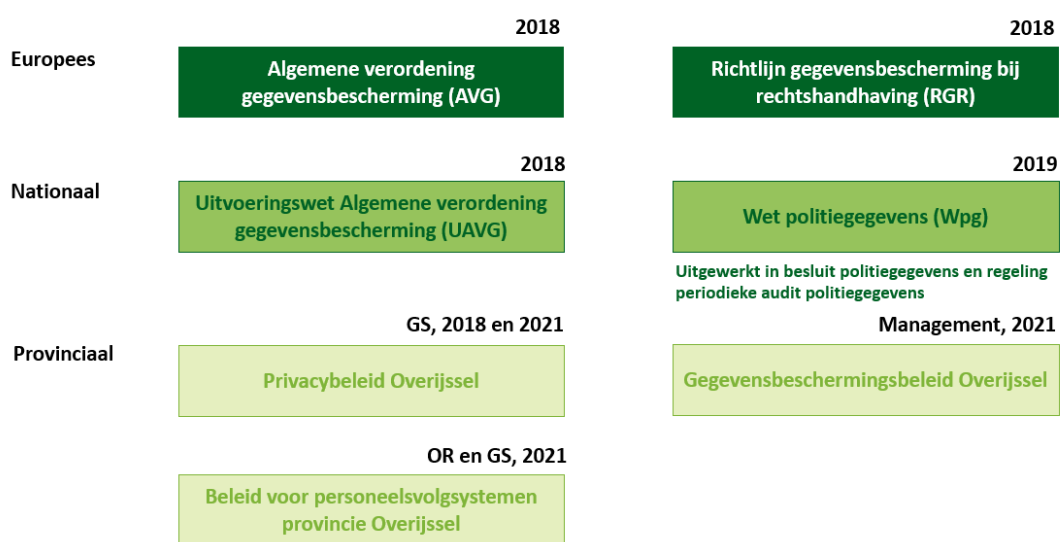 2018
2018
Europees
Algemene verordening
gegevensbescherming (AVG)
Richtlijn gegevensbescherming bij
rechtshandhaving (RGR)
2018
2019
Nationaal
Uitvoeringswet Algemene verordening
gegevensbescherming (UAVG)
Wet politiegegevens (Wpg)
Uitgewerkt in besluit politiegegevens en regeling
periodieke audit politiegegevens
GS, 2018 en 2021
Management, 2021
Provinciaal
Privacybeleid Overijssel
Gegevensbeschermingsbeleid Overijssel
OR en GS, 2021
Beleid voor personeelsvolgsystemen
provincie Overijssel